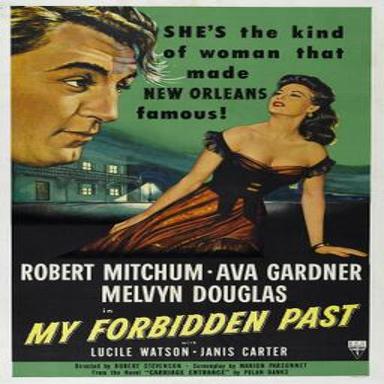 SHE'S the kind
of woman that
made
NEW ORLEANS
famous!
ROBERT MITCHUM · AVA GARDNER
MELVYN DOUGLAS
in
MY FORBIDDEN PAST
with
LUCILE WATSON · JANIS CARTER
Directed by ROBERT STEVENSON · Screenplay by MARION PARSONNET
From the Novel "CARRIAGE ENTRANCE" by POLAN BANKS